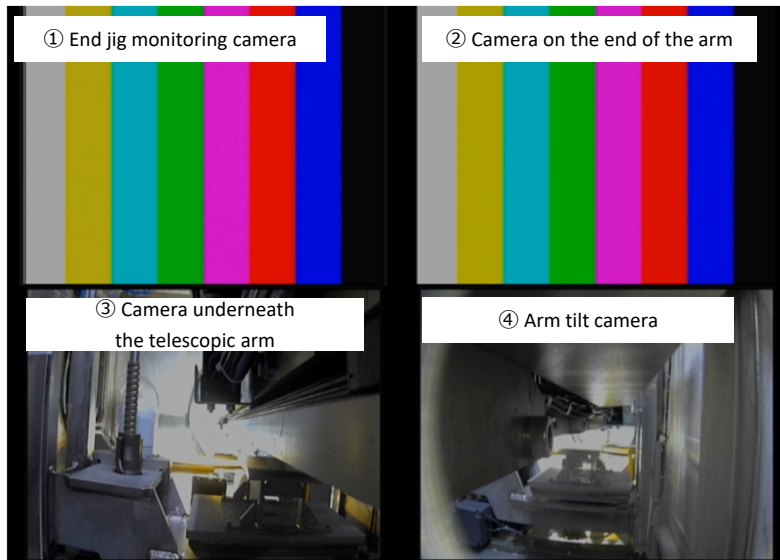 ① End jig monitoring camera
② Camera on the end of the arm
③ Camera underneath
the telescopic arm
④ Arm tilt camera